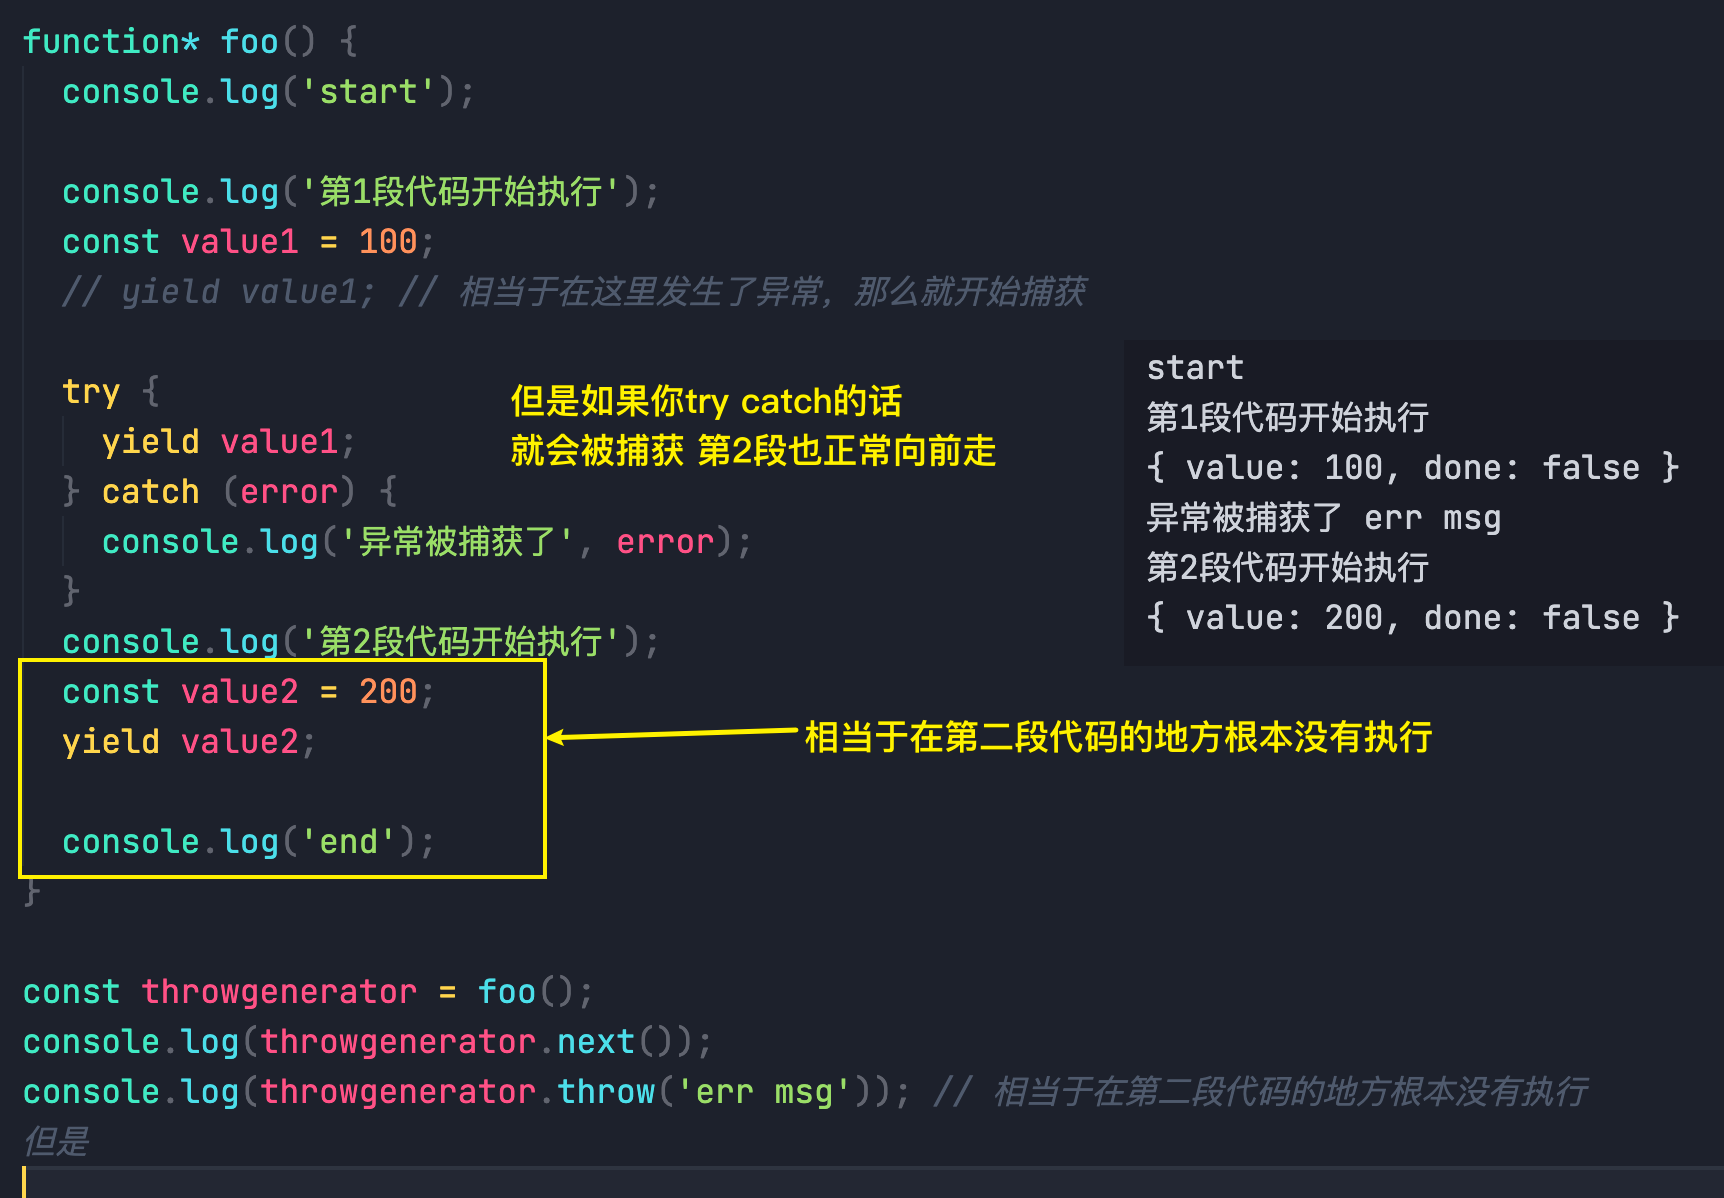 function* foo() {
  console.log('start');

  console.log('第1段代码开始执行');
  const value1 = 100;
  // yield value1; // 相当于在这里发生了异常，那么就开始捕获

  try {
    yield value1;
  } catch (error) {
    console.log('异常被捕获了', error);
  }
  console.log('第2段代码开始执行');
  const value2 = 200;
  yield value2;

  console.log('end');
}

const throwgenerator = foo();
console.log(throwgenerator.next());
console.log(throwgenerator.throw('err msg')); // 相当于在第二段代码的地方根本没有执行
但是
但是如果你try catch的话
就会被捕获 第2段也正常向前走
start
第1段代码开始执行
{ value: 100, done: false }
异常被捕获了 err msg
第2段代码开始执行
{ value: 200, done: false }
相当于在第二段代码的地方根本没有执行